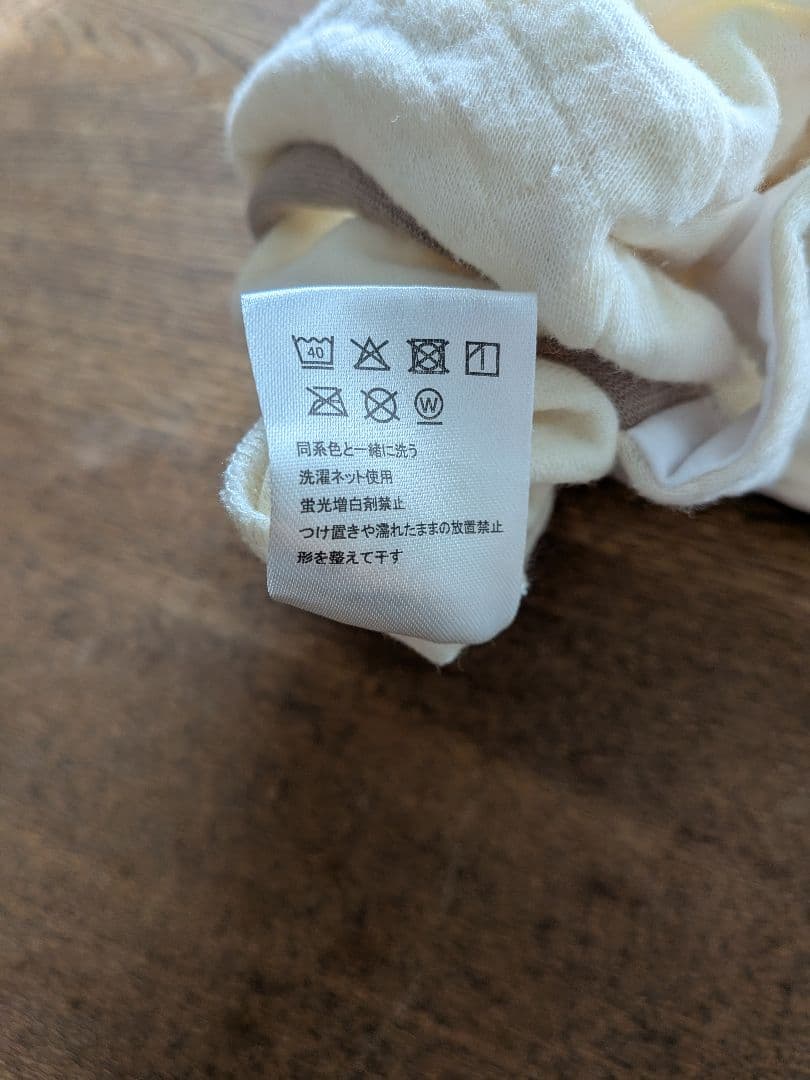 40
W
同系色と一緒に洗う
洗濯ネット使用
蛍光増白剤禁止
つけ置きや濡れたままの放置禁止
形を整えて干す